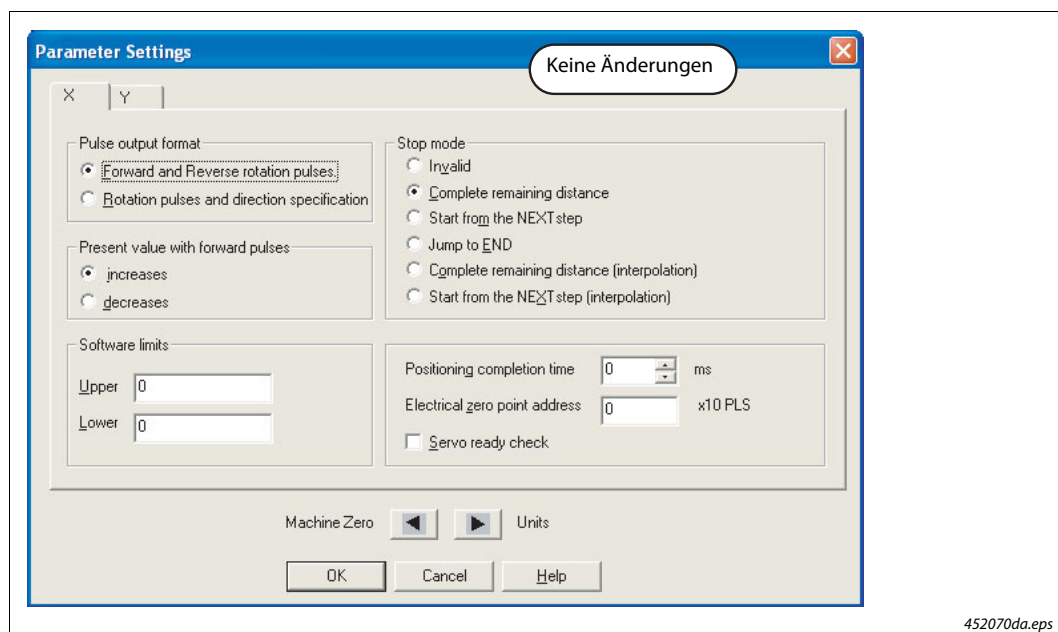 Parameter Settings
Keine Änderungen
X
Y
Pulse output format
Forward and Reverse rotation pulses.
Rotation pulses and direction specification
Present value with forward pulses
increases
decreases
Software limits
Upper 0
Lower 0
Stop mode
Invalid
Complete remaining distance
Start from the NEXT step
Jump to END
Complete remaining distance (interpolation)
Start from the NEXT step (interpolation)
Positioning completion time 0 ms
Electrical zero point address 0 x10 PLS
Servo ready check
Machine Zero Units
OK Cancel Help
452070da.eps